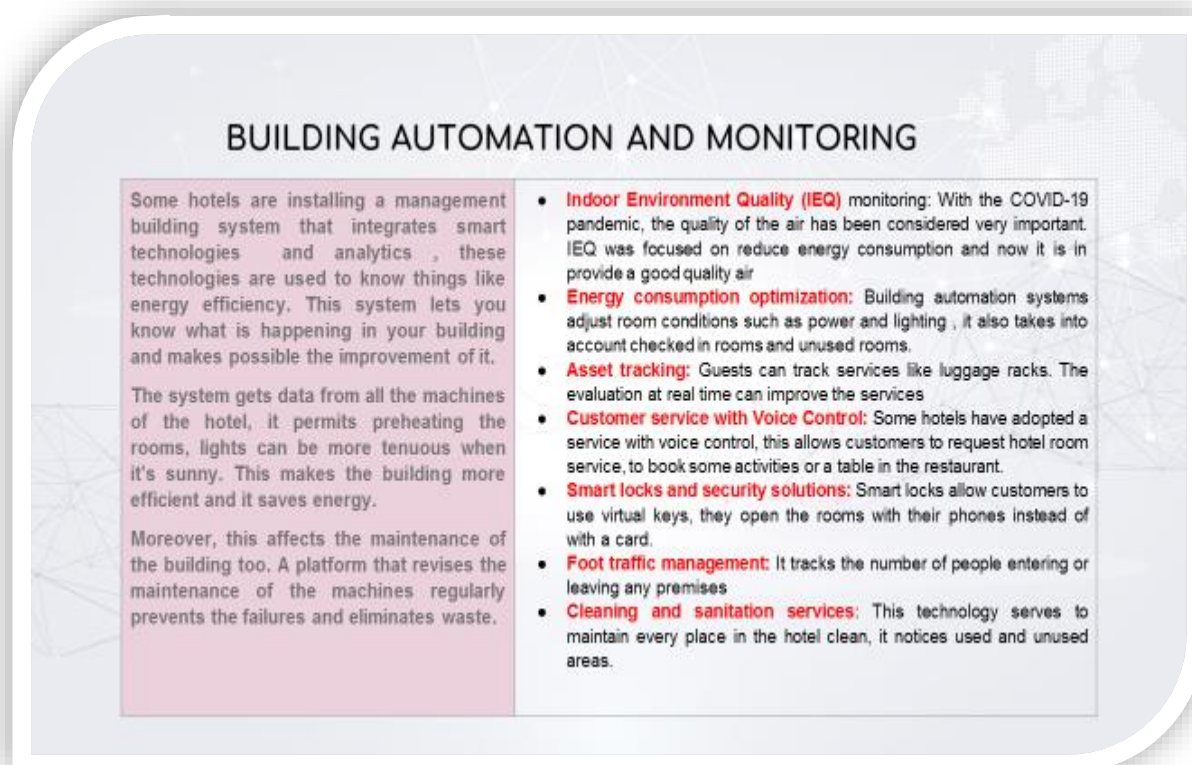 BUILDING AUTOMATION AND MONITORING
Some hotels are installing a management
building system that integrates smart
technologies and analytics , these
technologies are used to know things like
energy efficiency. This system lets you
know what is happening in your building
and makes possible the improvement of it.
The system gets data from all the machines
of the hotel, it permits preheating the
rooms, lights can be more tenuous when
it's sunny. This makes the building more
efficient and it saves energy.
Moreover, this affects the maintenance of
the building too. A platform that revises the
maintenance of the machines regularly
prevents the failures and eliminates waste.
● Indoor Environment Quality (IEQ) monitoring: With the COVID-19
pandemic, the quality of the air has been considered very important.
IEQ was focused on reduce energy consumption and now it is in
provide a good quality air
● Energy consumption optimization: Building automation systems
adjust room conditions such as power and lighting , it also takes into
account checked in rooms and unused rooms.
● Asset tracking: Guests can track services like luggage racks. The
evaluation at real time can improve the services
● Customer service with Voice Control: Some hotels have adopted a
service with voice control, this allows customers to request hotel room
service, to book some activities or a table in the restaurant.
● Smart locks and security solutions: Smart locks allow customers to
use virtual keys, they open the rooms with their phones instead of
with a card.
● Foot traffic management: It tracks the number of people entering or
leaving any premises
● Cleaning and sanitation services: This technology serves to
maintain every place in the hotel clean, it notices used and unused
areas.